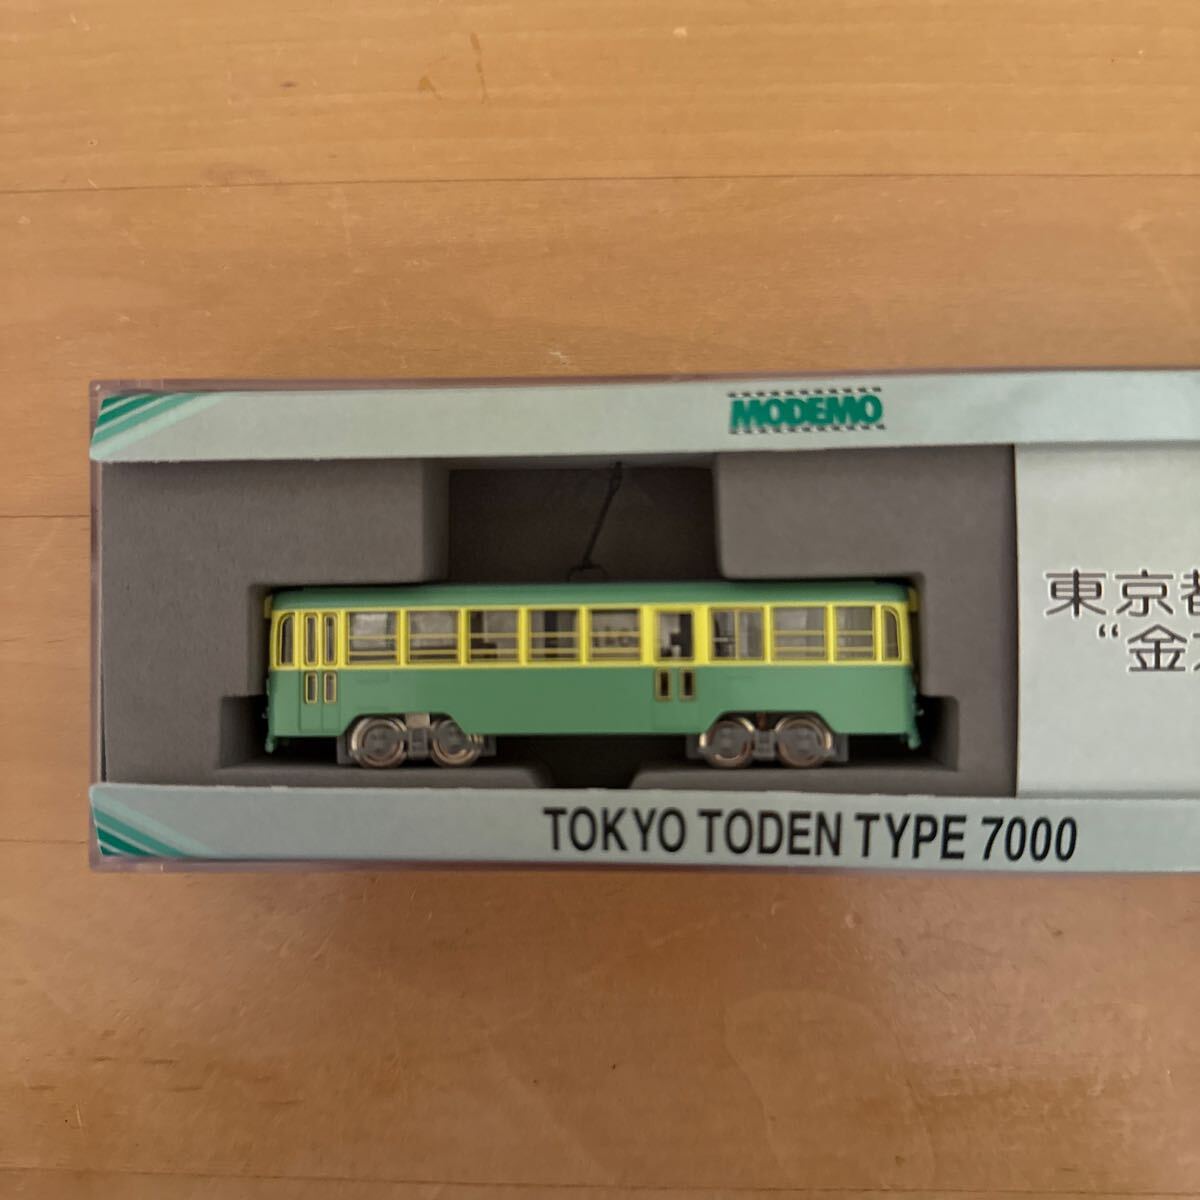 MODEMO
東京都
“金
TOKYO TODEN TYPE 7000